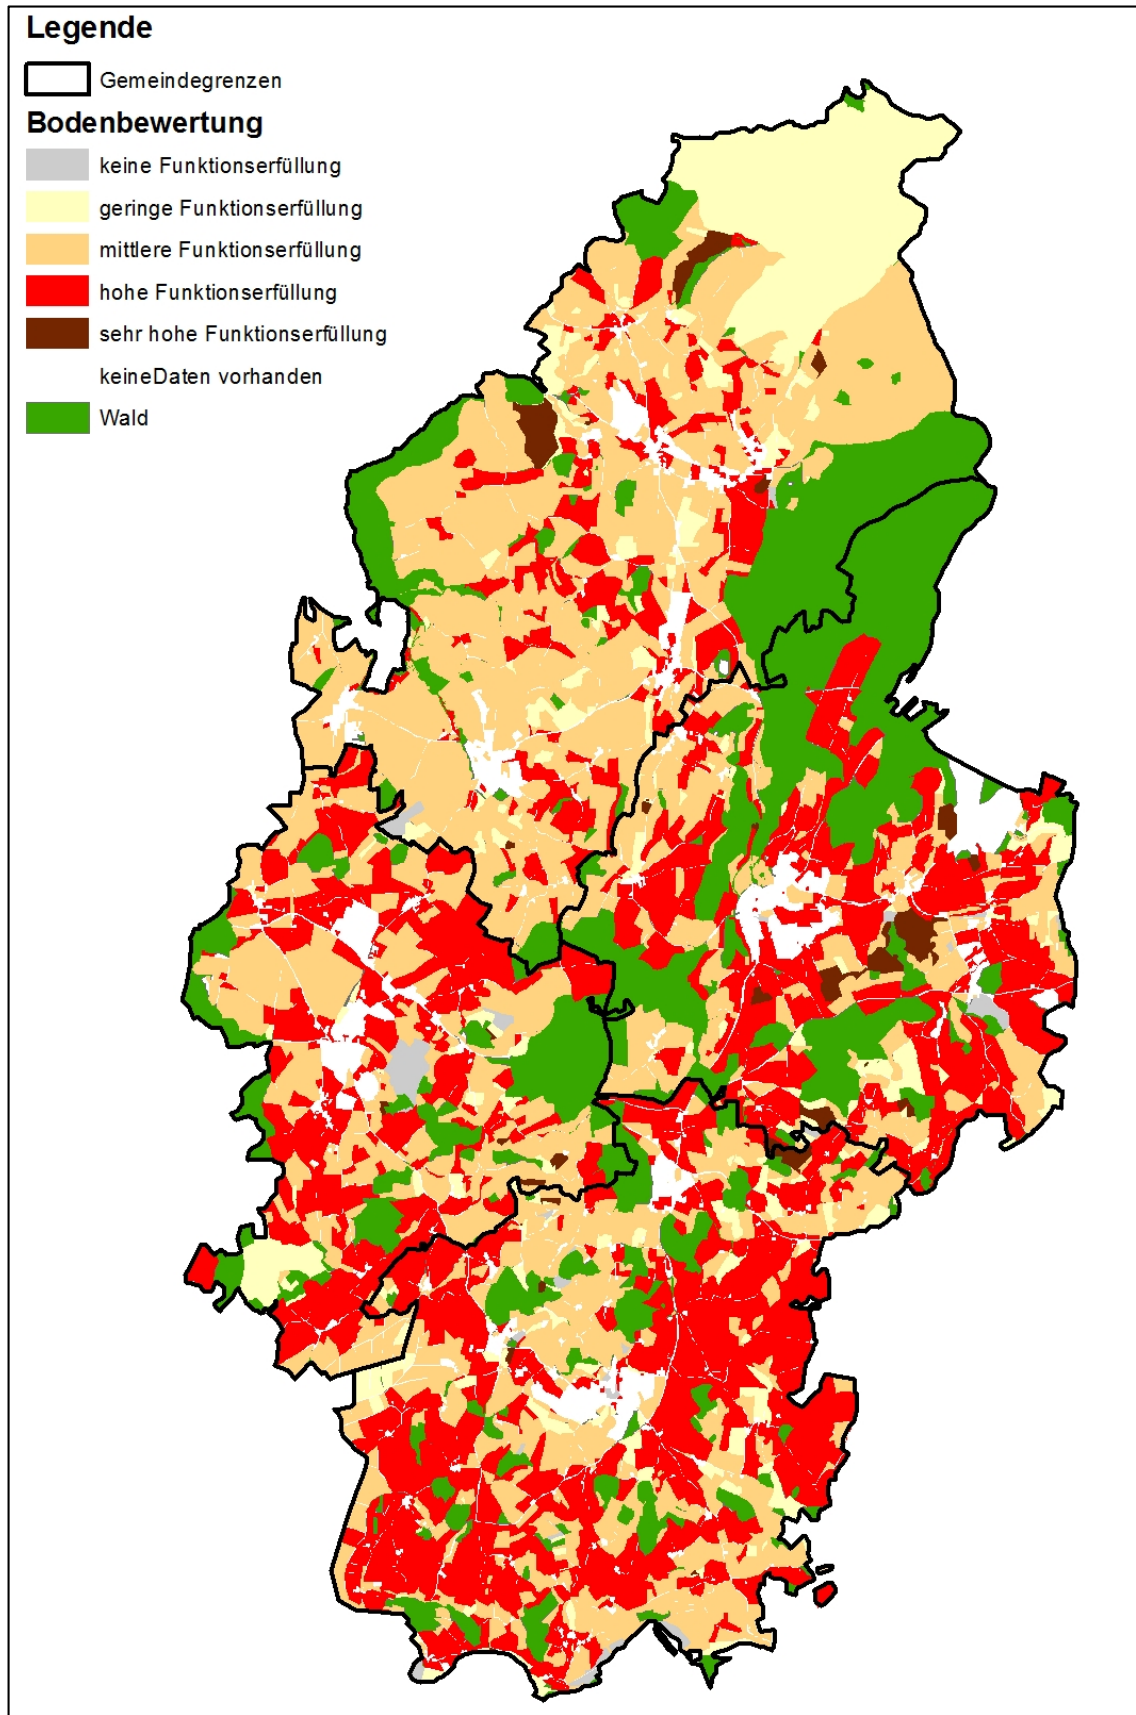 Legende
Gemeindegrenzen
Bodenbewertung
keine Funktionserfüllung
geringe Funktionserfüllung
mittlere Funktionserfüllung
hohe Funktionserfüllung
sehr hohe Funktionserfüllung
keineDaten vorhanden
Wald